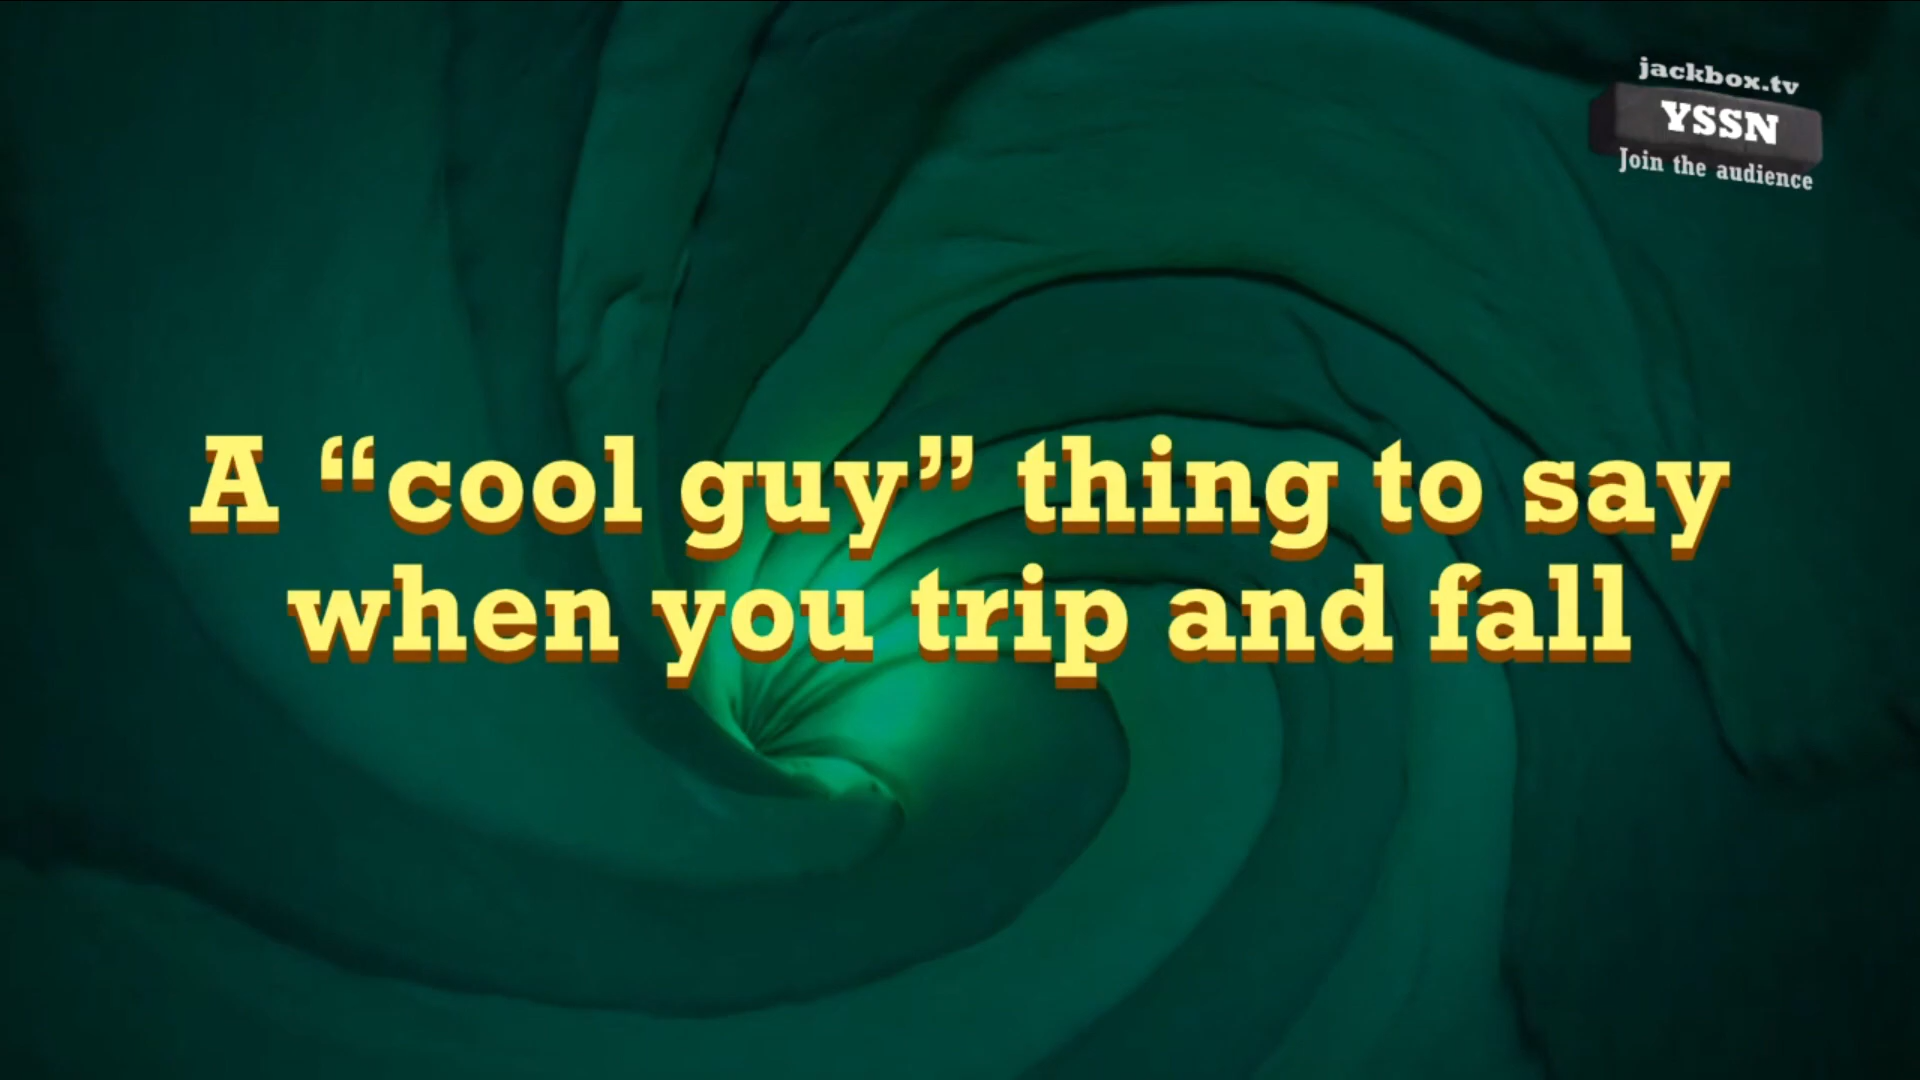 jackbox.tv
YSSN
Join the audience
A “cool guy” thing to say
when you trip and fall